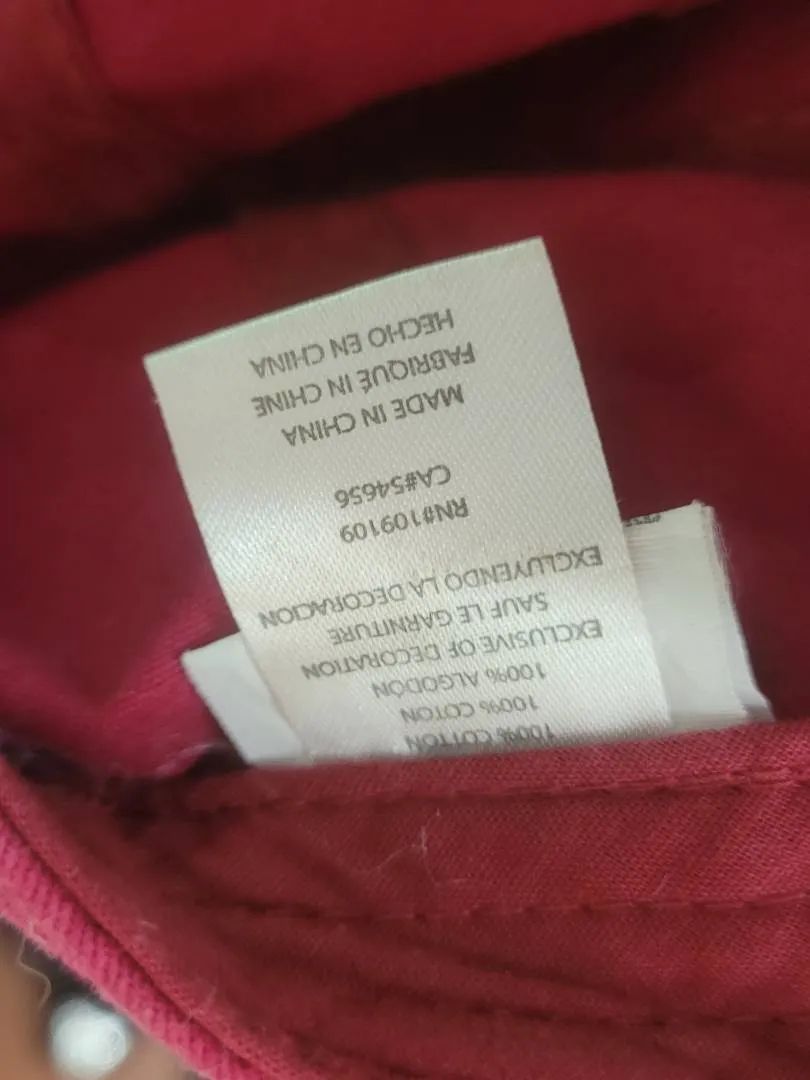 100% COTTON
100% COTON
100% ALGODÓN
EXCLUSIVE OF DECORATION
SAUF LE GARNITURE
EXCLUYENDO LA DECORACION
RN#109109
CA#54656
MADE IN CHINA
FABRIQUÉ IN CHINE
HECHO EN CHINA